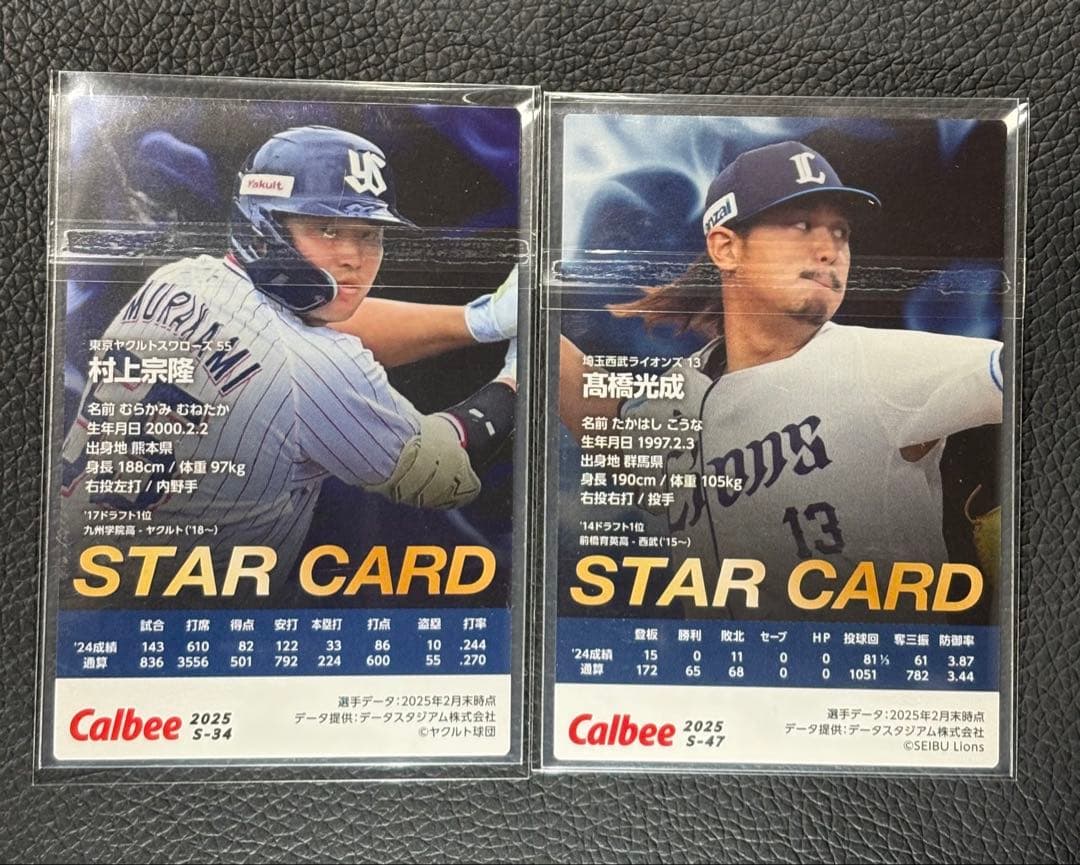 YS
Yakult
MURAKAMI
東京ヤクルトスワローズ 55
村上宗隆
名前 むらかみ むねたか
生年月日 2000.2.2
出身地 熊本県
身長 188cm / 体重 97kg
右投左打 / 内野手
'17ドラフト1位
九州学院高 - ヤクルト('18〜)
STAR CARD
試合 打席 得点 安打 本塁打 打点 盗塁 打率
'24成績 143 610 82 122 33 86 10 .244
通算 836 3556 501 792 224 600 55 .270
選手データ:2025年2月末時点
データ提供:データスタジアム株式会社
©ヤクルト球団
Calbee 2025
S-34
L
埼玉西武ライオンズ 13
髙橋光成
名前 たかはし こうな
生年月日 1997.2.3
出身地 群馬県
身長 190cm / 体重 105kg
右投右打 / 投手
'14ドラフト1位
前橋育英高 - 西武('15〜)
Lions
13
STAR CARD
登板 勝利 敗北 セーブ HP 投球回 奪三振 防御率
'24成績 15 0 11 0 0 81 ⅓ 61 3.87
通算 172 65 68 0 0 1051 782 3.44
選手データ:2025年2月末時点
データ提供:データスタジアム株式会社
©SEIBU Lions
Calbee 2025
S-47